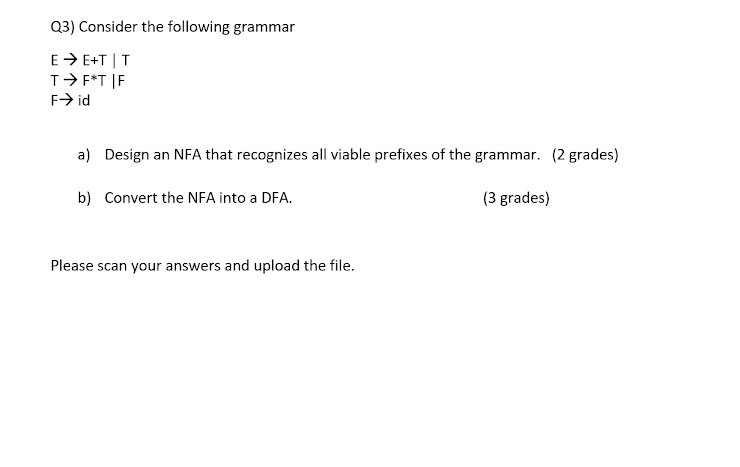 Q3) Consider the following grammar
E → E+T | T
T → F*T |F
F→ id
a) Design an NFA that recognizes all viable prefixes of the grammar. (2 grades)
b) Convert the NFA into a DFA. (3 grades)
Please scan your answers and upload the file.